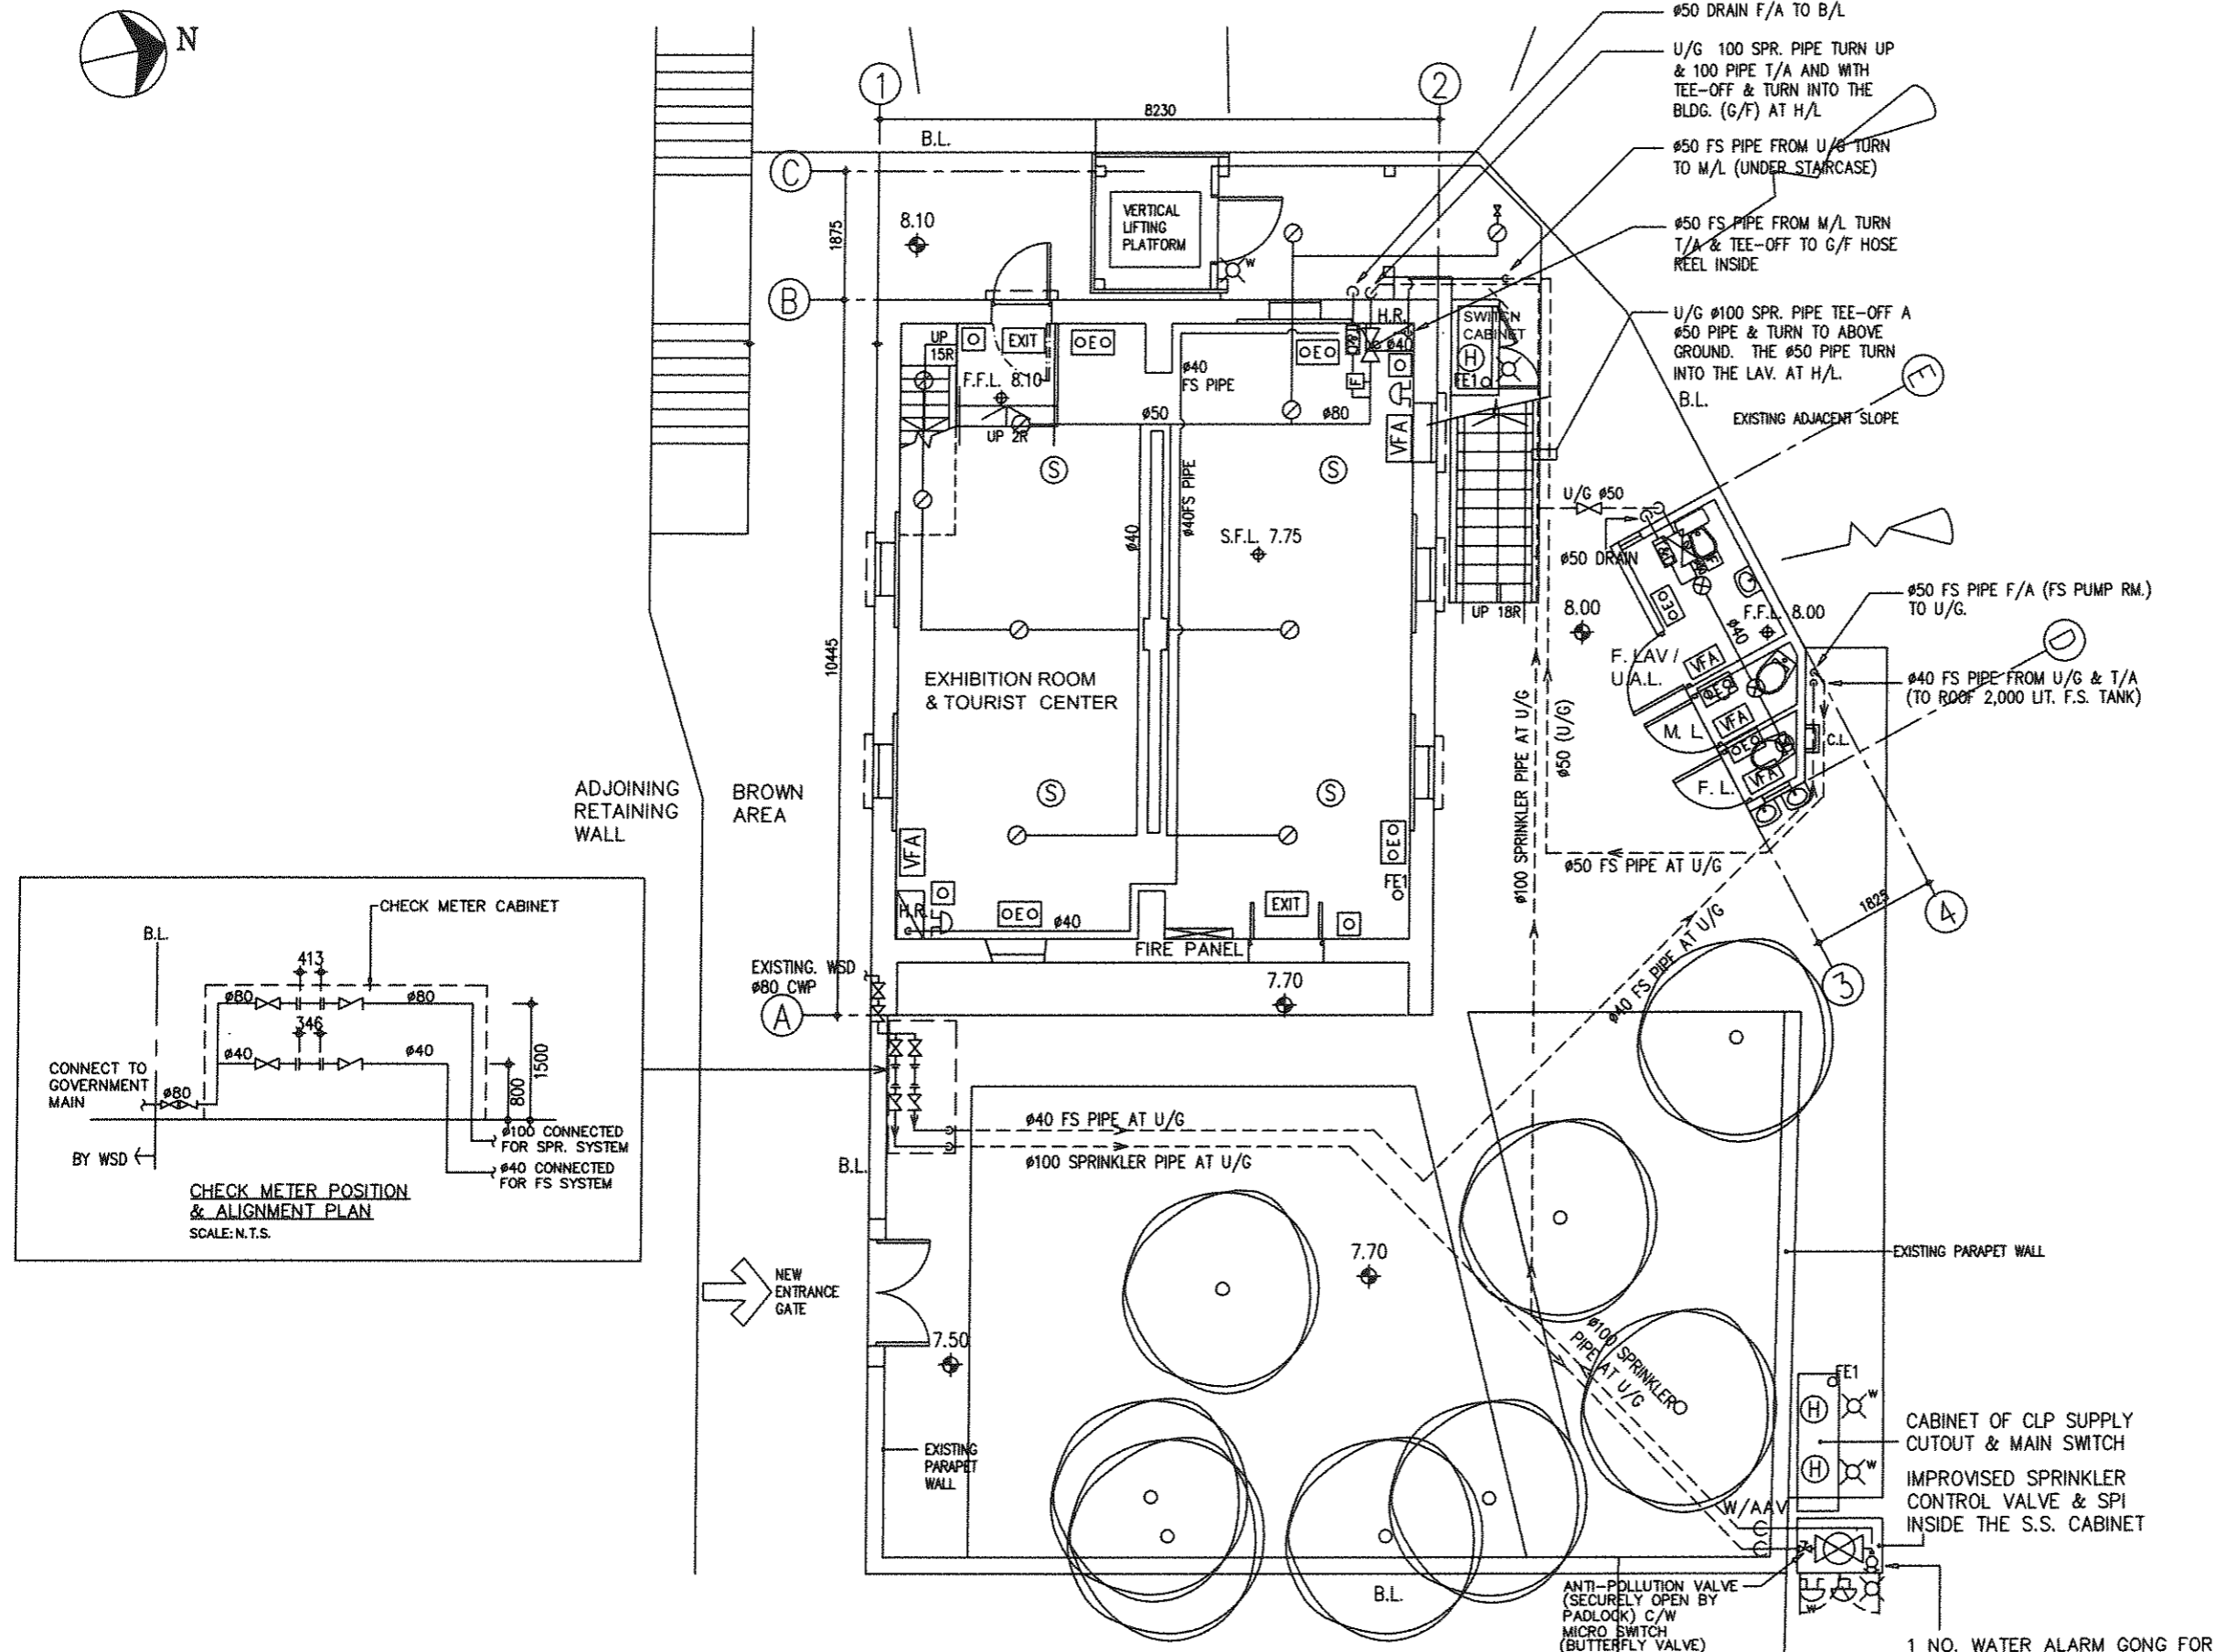 N
ø50 DRAIN F/A TO B/L
U/G 100 SPR. PIPE TURN UP
& 100 PIPE T/A AND WITH
TEE-OFF & TURN INTO THE
BLDG. (G/F) AT H/L
ø50 FS PIPE FROM U/G TURN
TO M/L (UNDER STAIRCASE)
ø50 FS PIPE FROM M/L TURN
T/A & TEE-OFF TO G/F HOSE
REEL INSIDE
U/G ø100 SPR. PIPE TEE-OFF A
ø50 PIPE & TURN TO ABOVE
GROUND. THE ø50 PIPE TURN
INTO THE LAV. AT H/L.
B.L.
EXISTING ADJACENT SLOPE
E
1
2
8230
B.L.
C
1875
8.10
VERTICAL
LIFTING
PLATFORM
W
B
UP
15R
EXIT
OEO
OEO
H.R.
ø40
SWITCH
CABINET
H
FE1
F.F.L. 8.10
UP 2R
ø40
FS PIPE
ø50
F
ø80
VFA
S
S
ø40
ø40FS PIPE
S.F.L. 7.75
U/G ø50
ø50 DRAIN
UP 18R
8.00
OEO
F.F.L. 8.00
ø40
F. LAV /
U.A.L.
VFA
OEO
M. L.
VFA
OEO
F. L.
VFA
C.L.
ø50 FS PIPE F/A (FS PUMP RM.)
TO U/G.
D
ø40 FS PIPE FROM U/G & T/A
(TO ROOF 2,000 LIT. F.S. TANK)
10445
EXHIBITION ROOM
& TOURIST CENTER
ø100 SPRINKLER PIPE AT U/G
ø50 (U/G)
ADJOINING
RETAINING
WALL
BROWN
AREA
S
S
VFA
H.R.
OEO
ø40
OEO
FE1
EXIT
FIRE PANEL
ø50 FS PIPE AT U/G
1825
4
3
ø40 FS PIPE AT U/G
EXISTING. WSD
ø80 CWP
A
7.70
CHECK METER CABINET
B.L.
413
ø80
ø80
346
ø40
ø40
CONNECT TO
GOVERNMENT
MAIN
ø80
800
1500
ø100 CONNECTED
FOR SPR. SYSTEM
ø40 CONNECTED
FOR FS SYSTEM
BY WSD
CHECK METER POSITION
& ALIGNMENT PLAN
SCALE: N.T.S.
ø40 FS PIPE AT U/G
ø100 SPRINKLER PIPE AT U/G
B.L.
NEW
ENTRANCE
GATE
7.70
7.50
EXISTING PARAPET WALL
ø100 SPRINKLER
PIPE AT U/G
EXISTING
PARAPET
WALL
FE1
H
W
H
W
CABINET OF CLP SUPPLY
CUTOUT & MAIN SWITCH
W/AAV
IMPROVISED SPRINKLER
CONTROL VALVE & SPI
INSIDE THE S.S. CABINET
B.L.
ANTI-POLLUTION VALVE
(SECURELY OPEN BY
PADLOCK) C/W
MICRO SWITCH
(BUTTERFLY VALVE)
W
1 NO. WATER ALARM GONG FOR